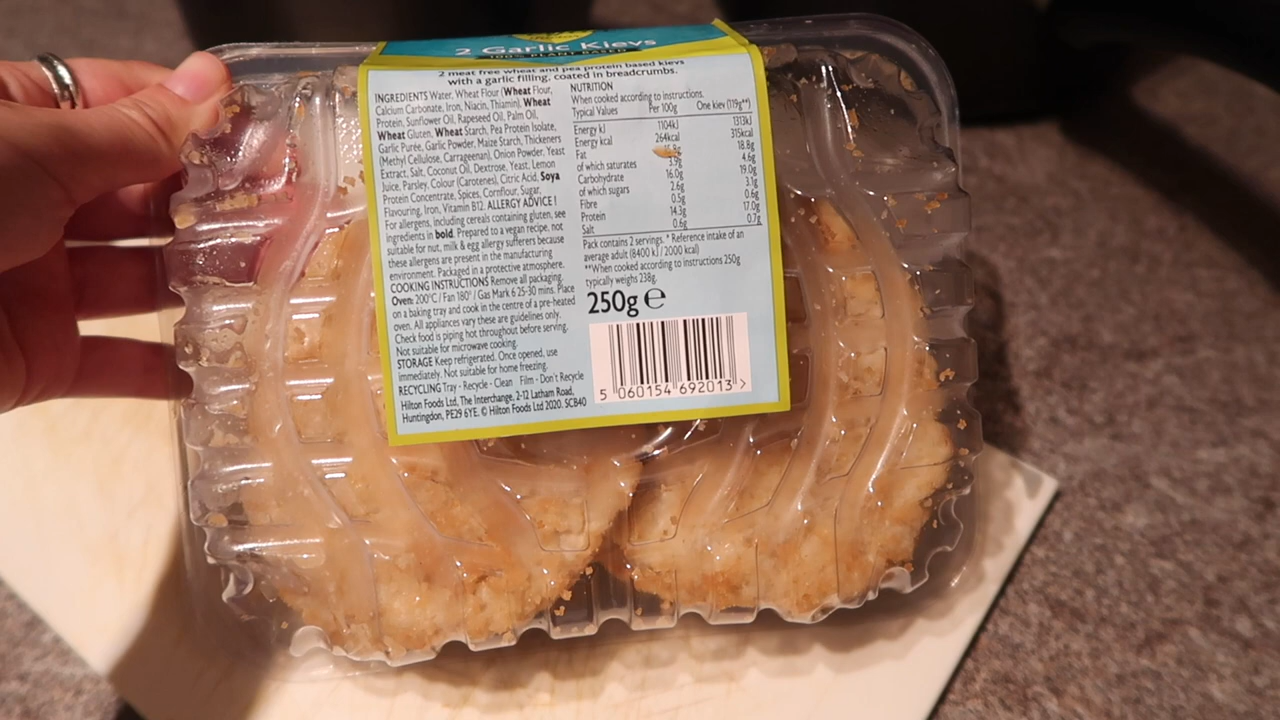 2 Garlic Kievs
100% PLANT BASED
2 meat free wheat and pea protein based kievs
with a garlic filling, coated in breadcrumbs.
INGREDIENTS Water, Wheat Flour (Wheat Flour,
Calcium Carbonate, Iron, Niacin, Thiamin), Wheat
Protein, Sunflower Oil, Rapeseed Oil, Palm Oil,
Wheat Gluten, Wheat Starch, Pea Protein Isolate,
Garlic Purée, Garlic Powder, Maize Starch, Thickeners
(Methyl Cellulose, Carrageenan), Onion Powder, Yeast
Extract, Salt, Coconut Oil, Dextrose, Yeast, Lemon
Juice, Parsley, Colour (Carotenes), Citric Acid, Soya
Protein Concentrate, Spices, Cornflour, Sugar,
Flavouring, Iron, Vitamin B12. ALLERGY ADVICE !
For allergens, including cereals containing gluten, see
ingredients in bold. Prepared to a vegan recipe, not
suitable for nut, milk & egg allergy sufferers because
these allergens are present in the manufacturing
environment. Packaged in a protective atmosphere.
COOKING INSTRUCTIONS Remove all packaging.
Oven: 200°C / Fan 180° / Gas Mark 6 25-30 mins. Place
on a baking tray and cook in the centre of a pre-heated
oven. All appliances vary these are guidelines only.
Check food is piping hot throughout before serving.
Not suitable for microwave cooking.
STORAGE Keep refrigerated. Once opened, use
immediately. Not suitable for home freezing.
RECYCLING Tray - Recycle - Clean Film - Don't Recycle
Hilton Foods Ltd, The Interchange, 2-12 Latham Road,
Huntingdon, PE29 6YE. © Hilton Foods Ltd 2020. SCB40
NUTRITION
When cooked according to instructions.
Typical Values Per 100g One kiev (119g**)
Energy kJ 1104kJ 1313kJ
Energy kcal 264kcal 315kcal
Fat 18.8g
of which saturates 3.9g 4.6g
Carbohydrate 16.0g 19.0g
of which sugars 2.6g 3.1g
Fibre 0.5g 0.6g
Protein 14.3g 17.0g
Salt 0.6g 0.7g
Pack contains 2 servings. * Reference intake of an
average adult (8400 kJ / 2000 kcal)
**When cooked according to instructions 250g
typically weighs 238g.
250g e
5 060154 692013 >